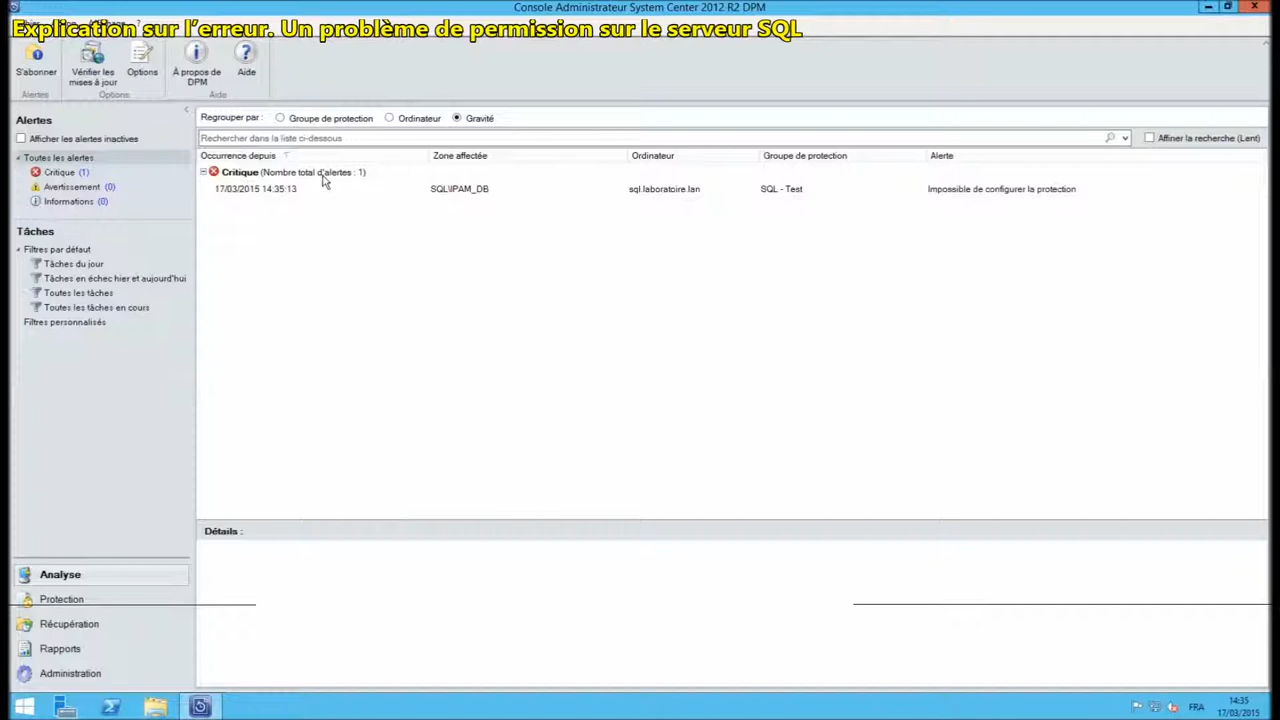 Console Administrateur System Center 2012 R2 DPM
Explication sur l'erreur. Un problème de permission sur le serveur SQL
S'abonner
Vérifier les mises à jour
Options
À propos de DPM
Aide
Alertes
Options
Aide
Alertes
Afficher les alertes inactives
Toutes les alertes
Critique (1)
Avertissement (0)
Informations (0)
Tâches
Filtres par défaut
Tâches du jour
Tâches en échec hier et aujourd'hui
Toutes les tâches
Toutes les tâches en cours
Filtres personnalisés
Regrouper par : Groupe de protection Ordinateur Gravité
Rechercher dans la liste ci-dessous
Affiner la recherche (Lent)
Occurrence depuis Zone affectée Ordinateur Groupe de protection Alerte
Critique (Nombre total d'alertes : 1)
17/03/2015 14:35:13 SQL\IPAM_DB sql.laboratoire.lan SQL - Test Impossible de configurer la protection
Détails :
Analyse
Protection
Récupération
Rapports
Administration
FRA
14:35
17/03/2015